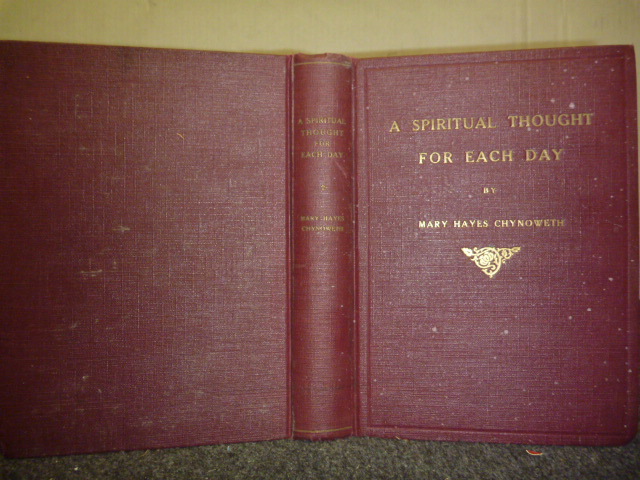 A SPIRITUAL
THOUGHT
FOR
EACH DAY
MARY HAYES
CHYNOWETH
A SPIRITUAL THOUGHT
FOR EACH DAY
BY
MARY HAYES CHYNOWETH